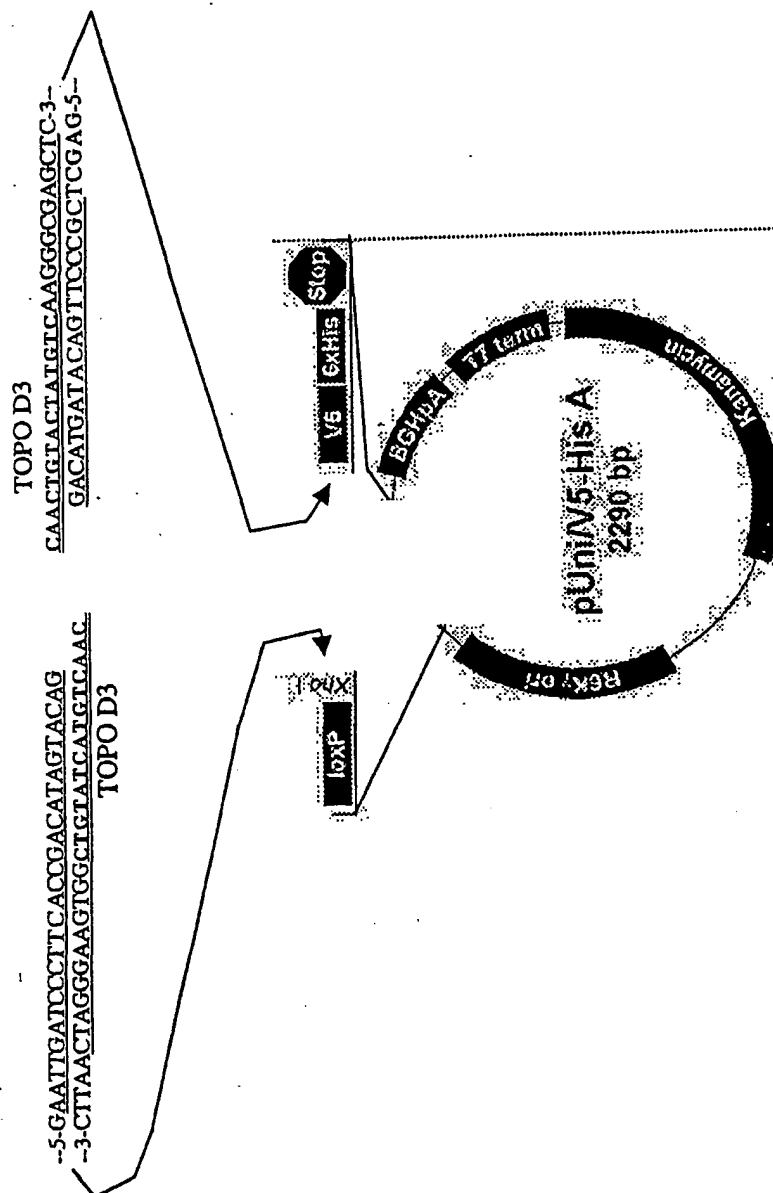 --5-GAATTGATCCCTTCACCGACATAGTACAG
--3-CTTAACTAGGGAAGTGGCTGTATCATGTCAAC
TOPO D3
TOPO D3
CAACTGTACTATGTCAAGGGCGAGCTC-3--
GACATGATACAGTTCCCGCTCGAG-5--
loxP
Xho I
V5
6xHis
Stop
BGHpA
T7 term
Kanamycin
R6Kγ ori
pUni/V5-His A
2290 bp